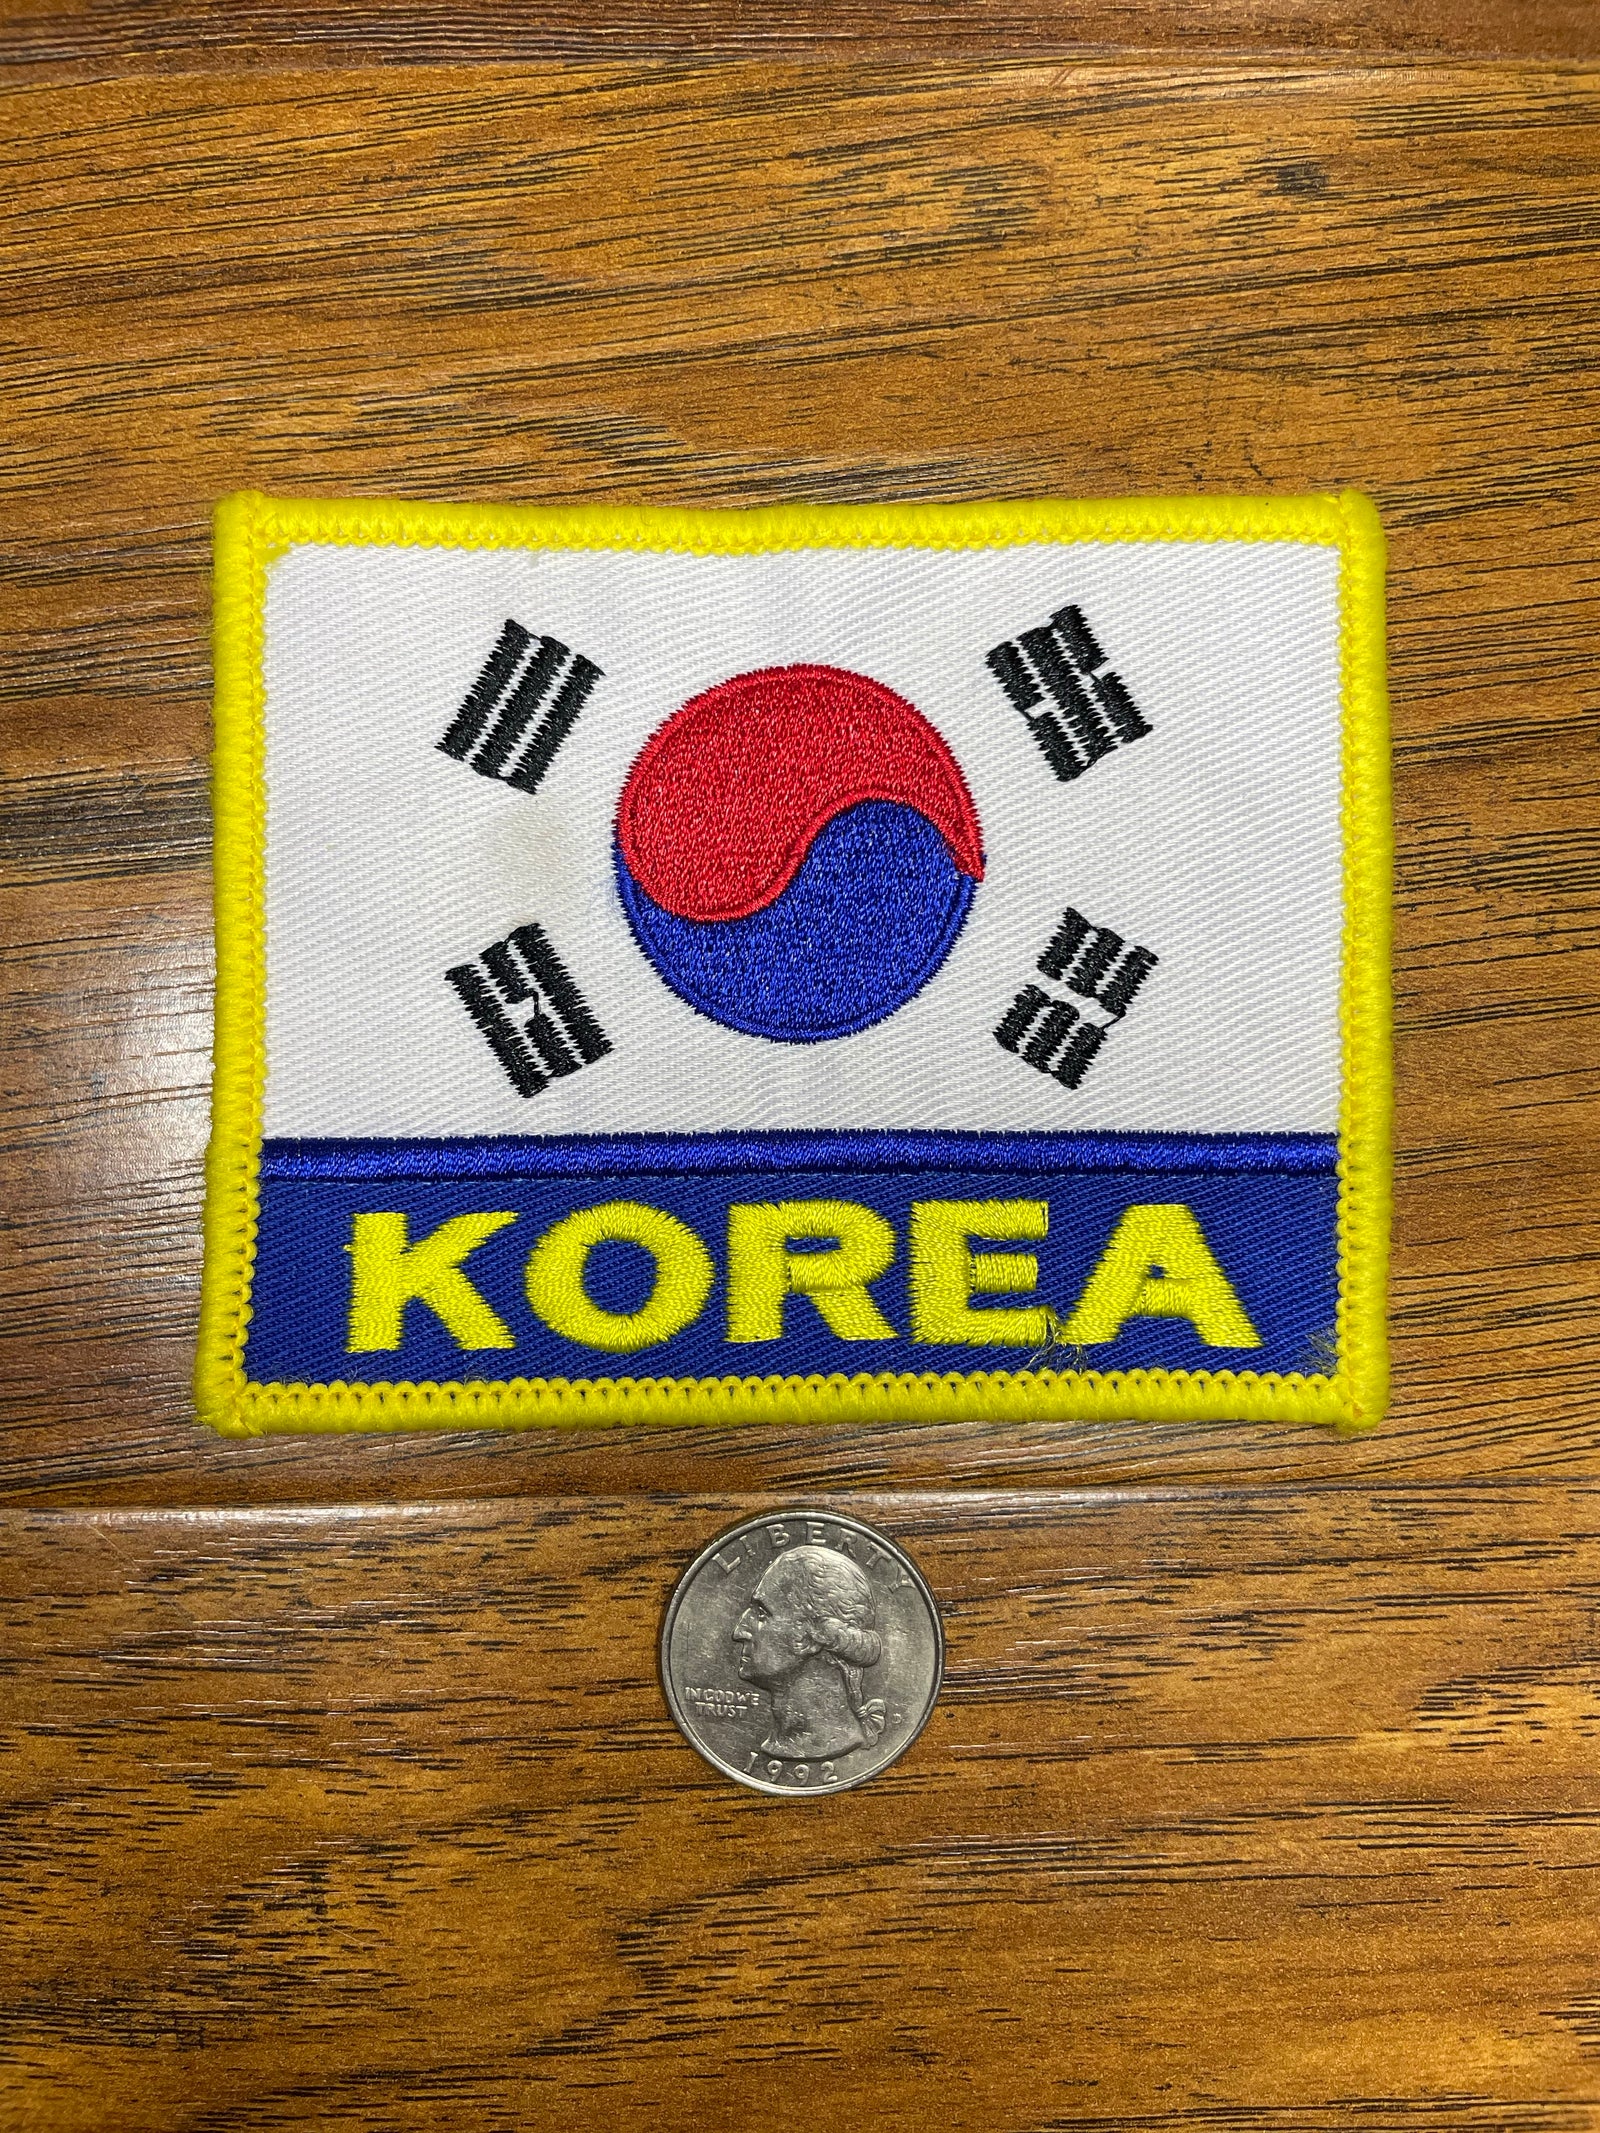 KOREA
LIBERTY
IN GOD WE
TRUST
D
1992